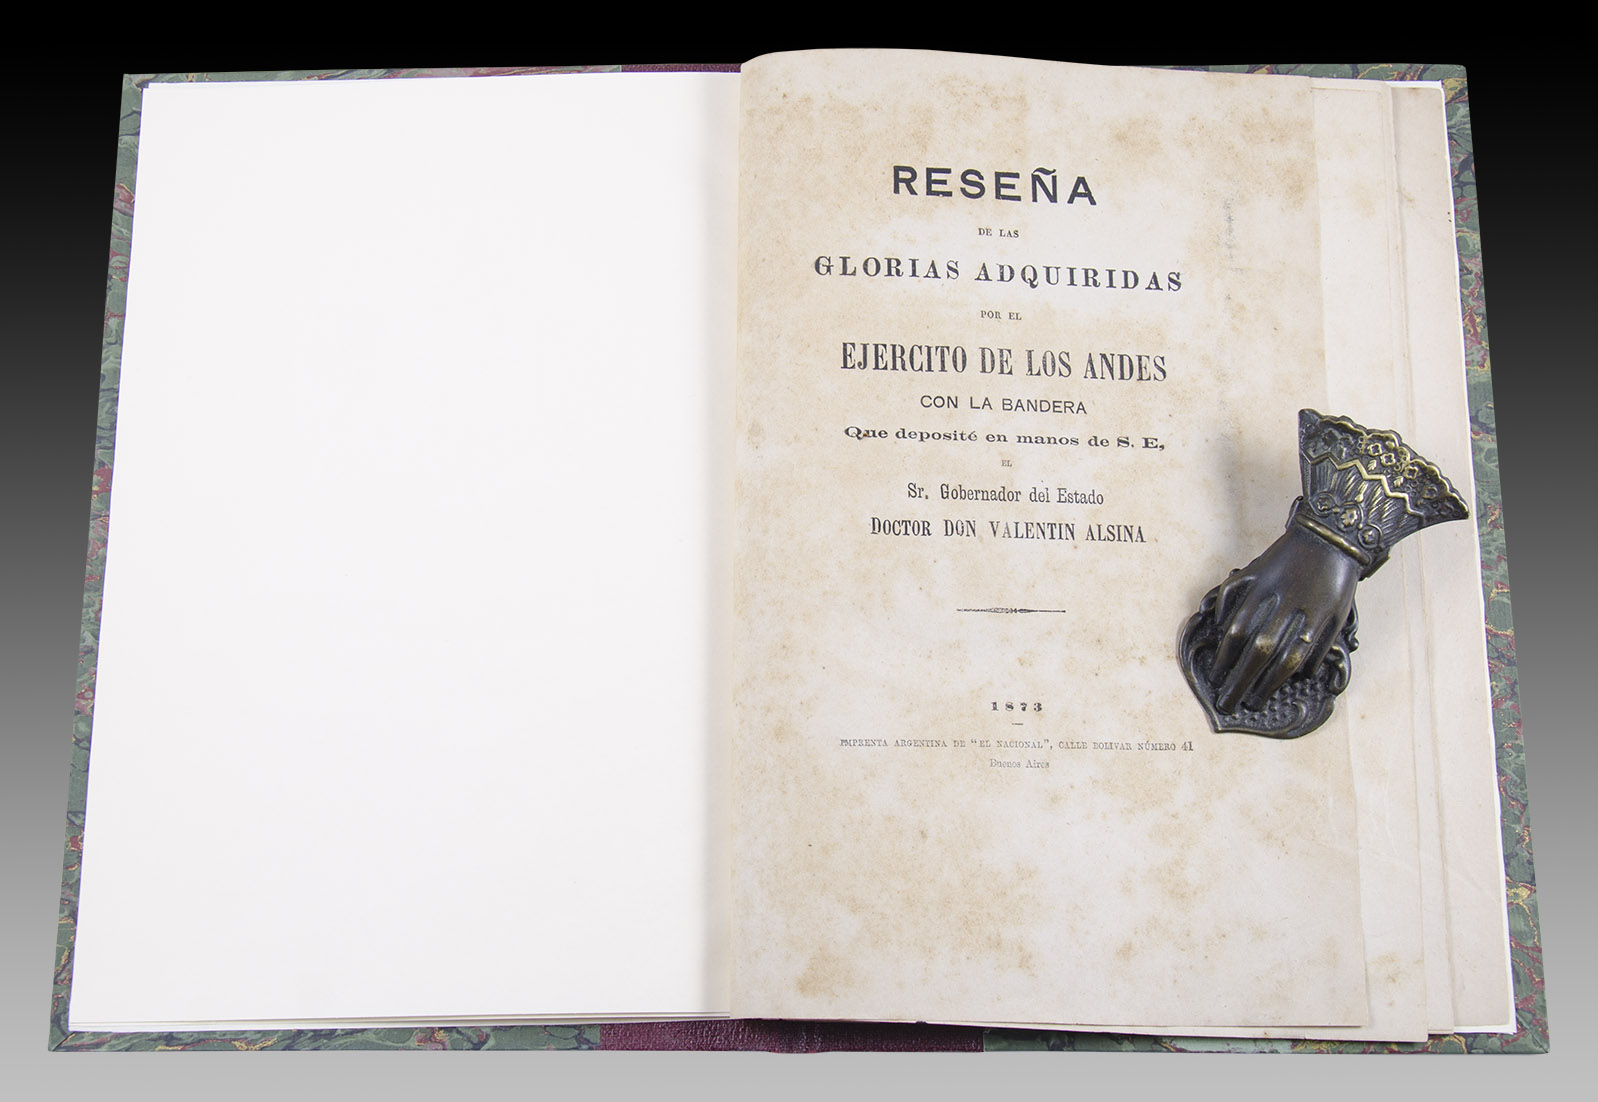 RESEÑA
DE LAS
GLORIAS ADQUIRIDAS
POR EL
EJERCITO DE LOS ANDES
CON LA BANDERA
Que deposité en manos de S. E,
EL
Sr. Gobernador del Estado
DOCTOR DON VALENTIN ALSINA
1873
IMPRENTA ARGENTINA DE "EL NACIONAL", CALLE BOLIVAR NÚMERO 41
Buenos Aires